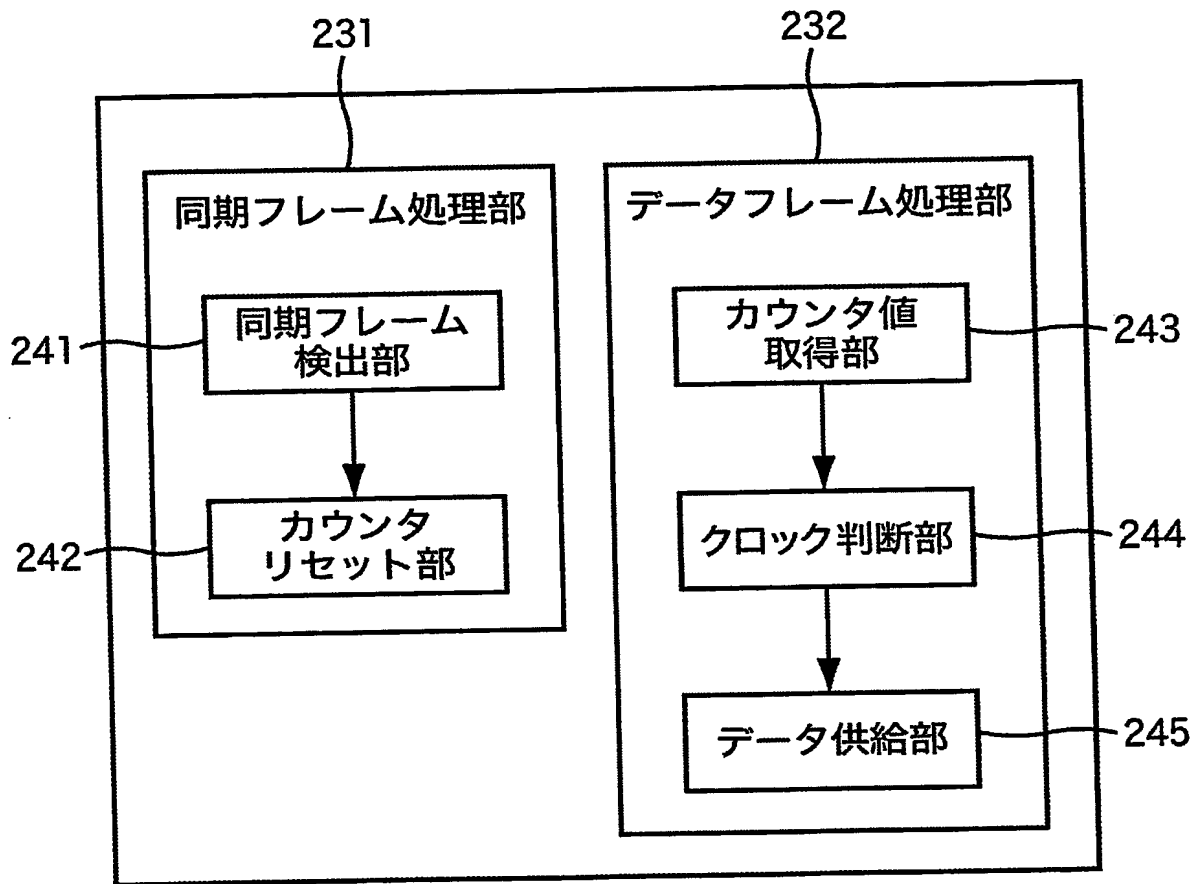 231
232
同期フレーム処理部
データフレーム処理部
241
同期フレーム
検出部
カウンタ値
取得部
243
242
カウンタ
リセット部
クロック判断部
244
データ供給部
245